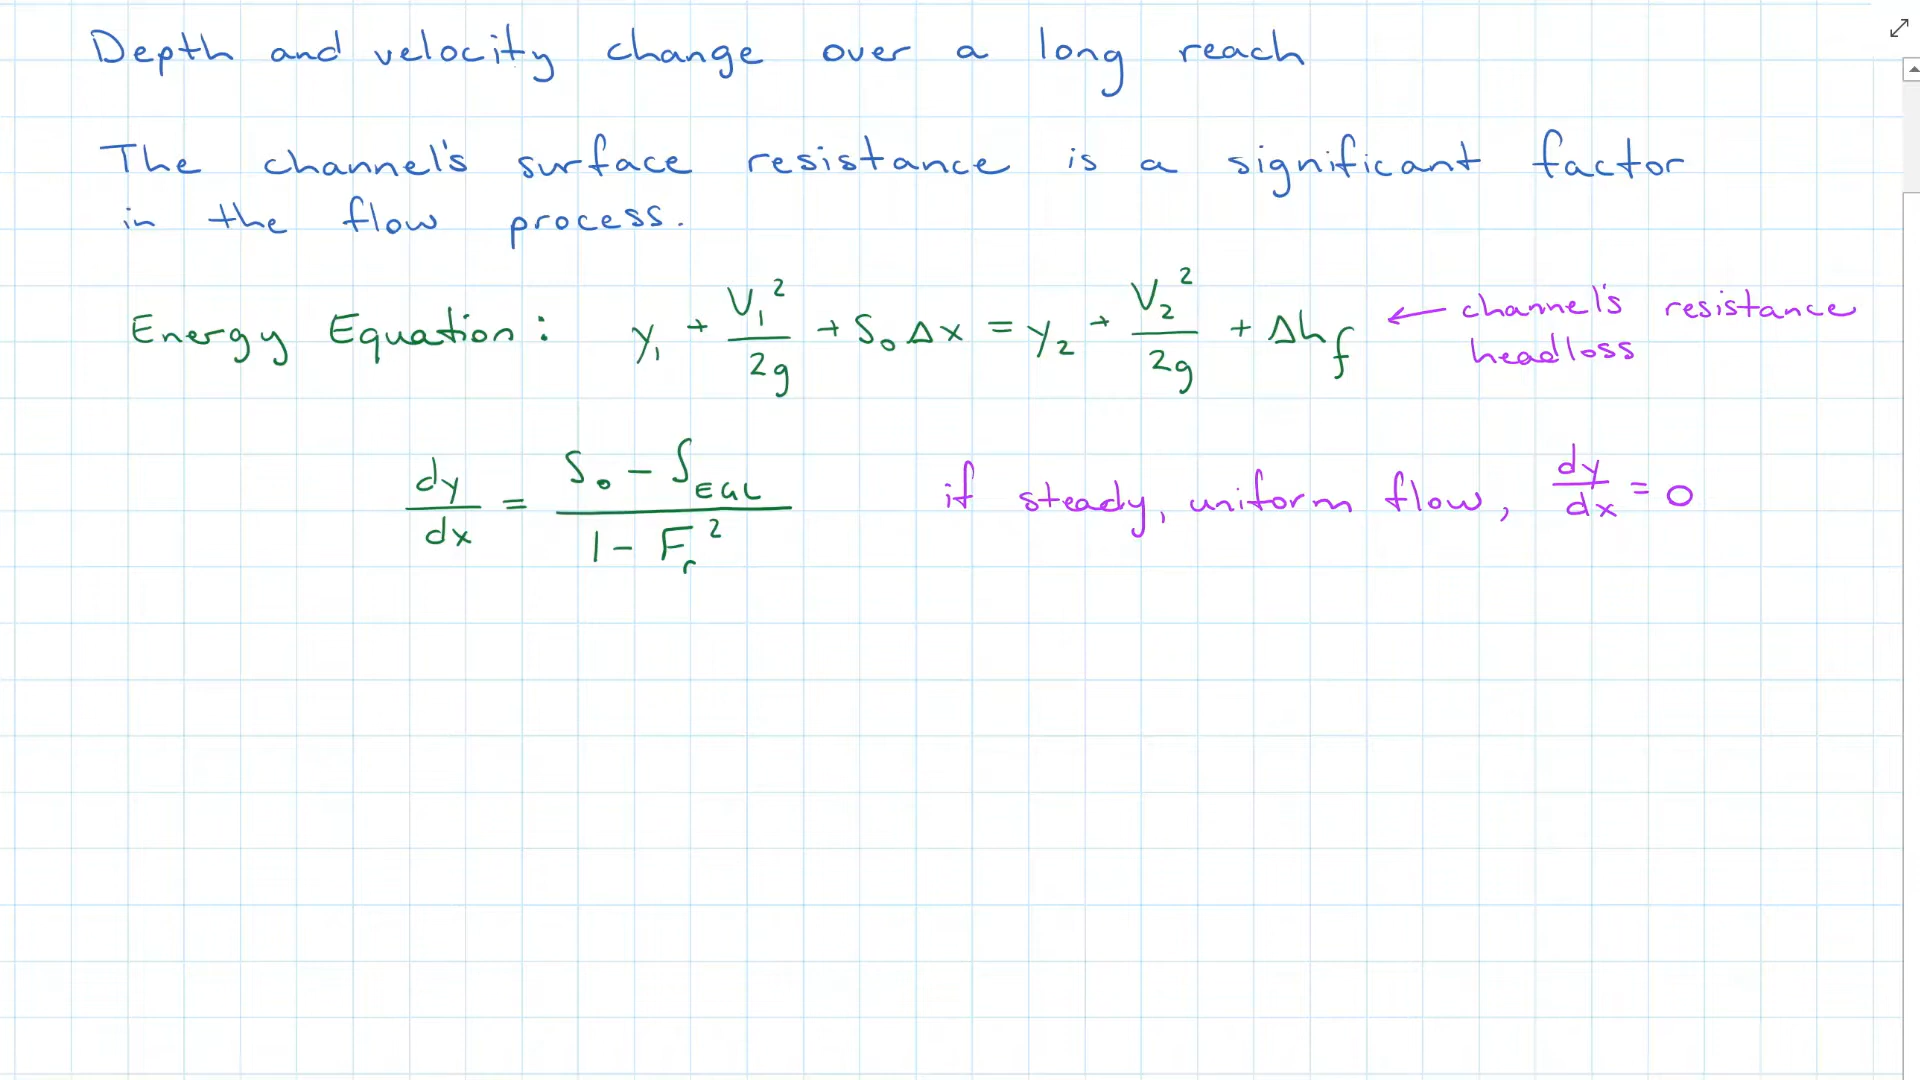 Depth and velocity change over a long reach
The channel's surface resistance is a significant factor
in the flow process.
Energy Equation: y₁ + V₁²/2g + S₀Δx = y₂ + V₂²/2g + Δh_f ← channel's resistance
headloss
dy/dx = (S₀ - S_EGL)/(1 - F_r²) if steady, uniform flow, dy/dx = 0